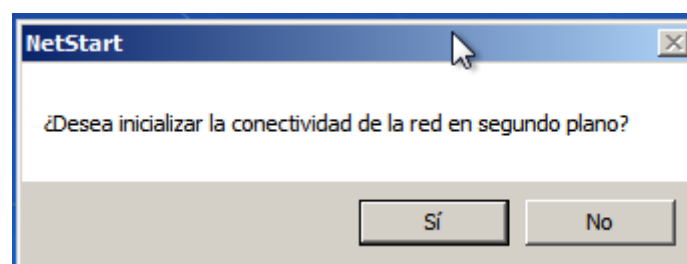 NetStart
¿Desea inicializar la conectividad de la red en segundo plano?
Sí
No